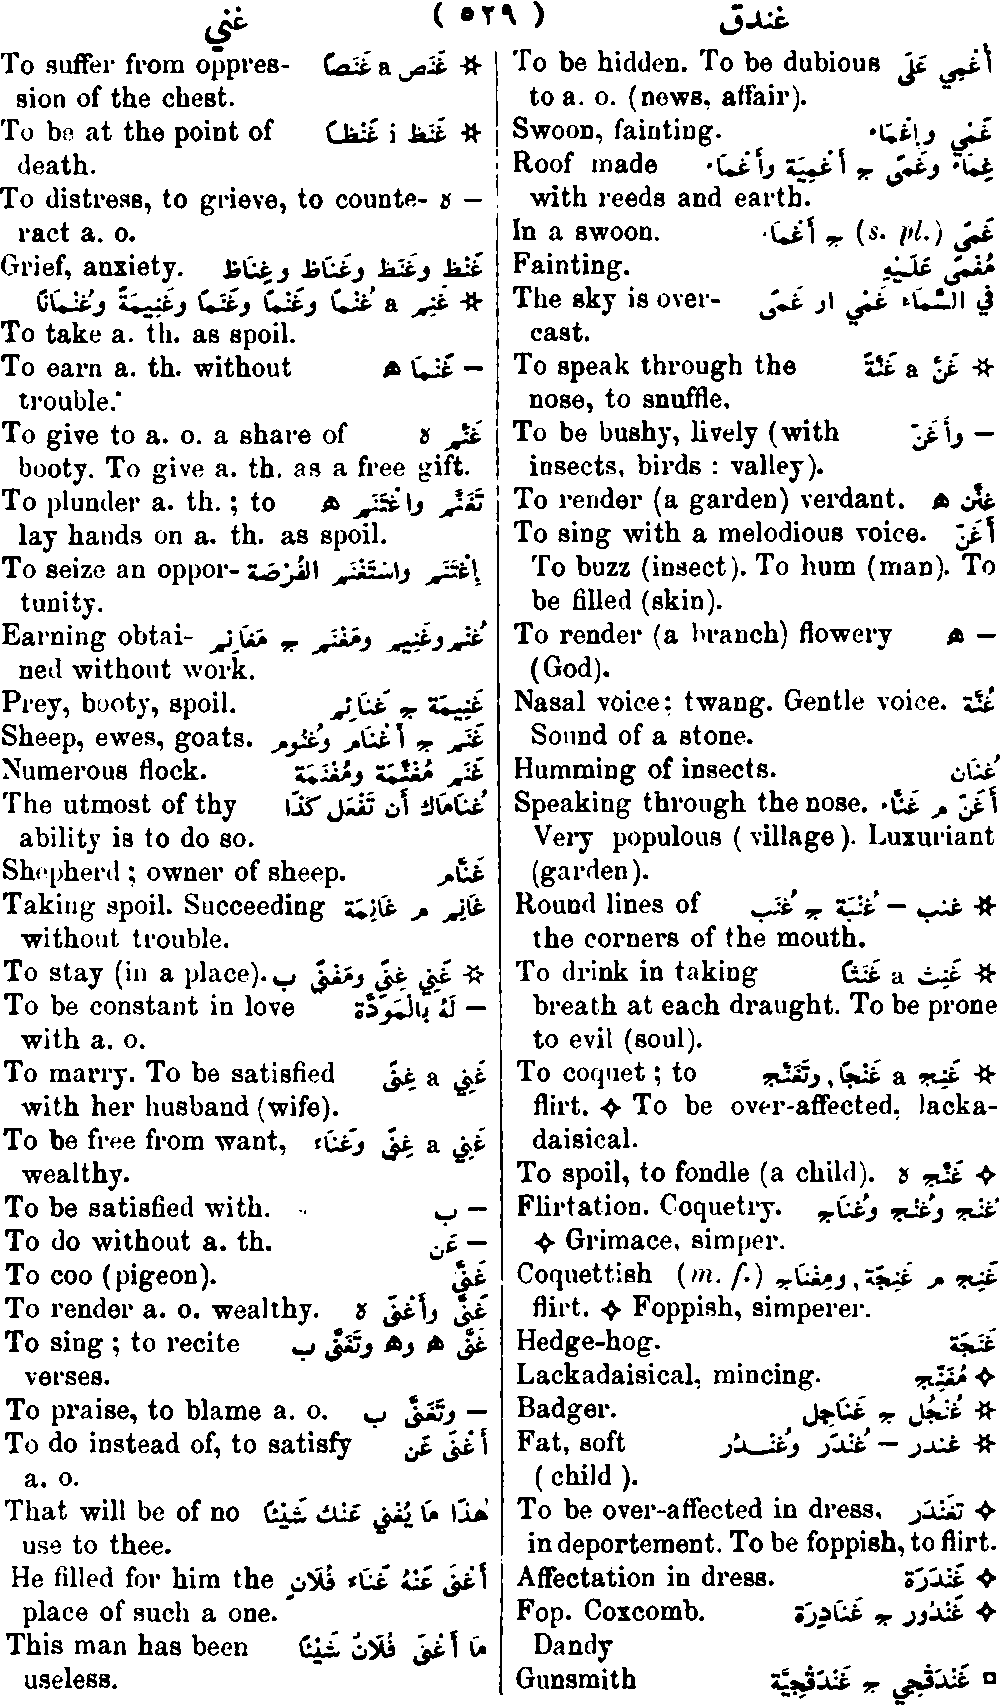 غني ( ٥٢٩ ) غندق
To be hidden. To be dubious أُغْمِيَ عَلَى
to a. o. (news, affair).
Swoon, fainting. غَمْي وإِغْمَاء
Roof made غِمَاء وغَمًى ج أَغْمِيَة وأَغْمَاء
with reeds and earth.
In a swoon. غَمًى (s. pl.) ج أَغْمَاء
Fainting. مُغْمًى عَلَيْهِ
The sky is over- فِي السَّمَاء غَمْي ار غَمًى
cast.
To speak through the ✲ غَنَّ a غُنَّةً
nose, to snuffle.
To be bushy, lively (with — وأَغَنَّ
insects, birds : valley).
To render (a garden) verdant. غَنَّن ه
To sing with a melodious voice. أَغَنَّ
To buzz (insect). To hum (man). To
be filled (skin).
To render (a branch) flowery — ه
(God).
Nasal voice; twang. Gentle voice. غُنَّة
Sound of a stone.
Humming of insects. غُنَان
Speaking through the nose. أَغَنّ م غَنَّاء
Very populous ( village ). Luxuriant
(garden).
Round lines of ✲ غنب — غُنْبَة ج غُنَب
the corners of the mouth.
To drink in taking ✲ غَنِث a غَنَثًا
breath at each draught. To be prone
to evil (soul).
To coquet ; to ✲ غَنِج a غَنَجًا, وتَغَنَّج
flirt. ✧ To be over-affected, lacka-
daisical.
To spoil, to fondle (a child). ✧ غَنَّج ه
Flirtation. Coquetry. غَنْج وغُنْج وغُنَاج
✧ Grimace, simper.
Coquettish (m. f.) غَنِج م غَنِجَة, ومِغْنَاج
flirt. ✧ Foppish, simperer.
Hedge-hog. غَنَجَة
Lackadaisical, mincing. ✧ مُغَنِّج
Badger. ✲ غُنْجُل ج غَنَاجِل
Fat, soft ✲ غندر — غُنْدَر وغُنْدُر
( child ).
To be over-affected in dress, ✧ تَغَنْدَر
in deportement. To be foppish, to flirt.
Affectation in dress. ✧ غَنْدَرَة
Fop. Coxcomb. ✧ غَنْدُور ج غَنَادِرَة
Dandy
Gunsmith ▫ غَنْدَقْجِي ج غَنْدَقْجِيَّة
To suffer from oppres- ✲ غَنِص a غَنَصًا
sion of the chest.
To be at the point of ✲ غَنَظ i غَنْظًا
death.
To distress, to grieve, to counte- — ه
ract a. o.
Grief, anxiety. غَنْظ وغَنَظ وغَنَاظ وغِنَاظ
✲ غَنِم a غُنْمًا وغَنْمًا وغَنَمًا وغَنِيمَةً وغُنْمَانًا
To take a. th. as spoil.
To earn a. th. without — غَنْمًا ه
trouble.
To give to a. o. a share of غَنَّم ه
booty. To give a. th. as a free gift.
To plunder a. th. ; to تَغَنَّم واغْتَنَم ه
lay hands on a. th. as spoil.
To seize an oppor- إِغْتَنَم واسْتَغْنَم الفُرْصَة
tunity.
Earning obtai- غُنْم وغَنِيم ومَغْنَم ج مَغَانِم
ned without work.
Prey, booty, spoil. غَنِيمَة ج غَنَائِم
Sheep, ewes, goats. غَنَم ج أَغْنَام وغُنُوم
Numerous flock. غَنَم مُغَنَّمَة ومُغْنَمَة
The utmost of thy غُنَامَاك أَن تَفْعَل كَذَا
ability is to do so.
Shepherd ; owner of sheep. غَنَّام
Taking spoil. Succeeding غَانِم م غَانِمَة
without trouble.
To stay (in a place). ✲ غَنِيَ غِنًى ومَغْنًى ب
To be constant in love — لَهُ بِالْمَوَدَّة
with a. o.
To marry. To be satisfied غَنِيَ a غِنًى
with her husband (wife).
To be free from want, غَنِيَ a غِنًى وغَنَاء
wealthy.
To be satisfied with. — ب
To do without a. th. — عَن
To coo (pigeon). غَنَّى
To render a. o. wealthy. غَنَّى وأَغْنَى ه
To sing ; to recite غَنَّى ه وه وتَغَنَّى ب
verses.
To praise, to blame a. o. — وتَغَنَّى ب
To do instead of, to satisfy أَغْنَى عَن
a. o.
That will be of no هٰذَا مَا يُغْنِي عَنْك شَيْئًا
use to thee.
He filled for him the أَغْنَى عَنْهُ غَنَاء فُلَانٍ
place of such a one.
This man has been مَا أَغْنَى فُلَانٌ شَيْئًا
useless.